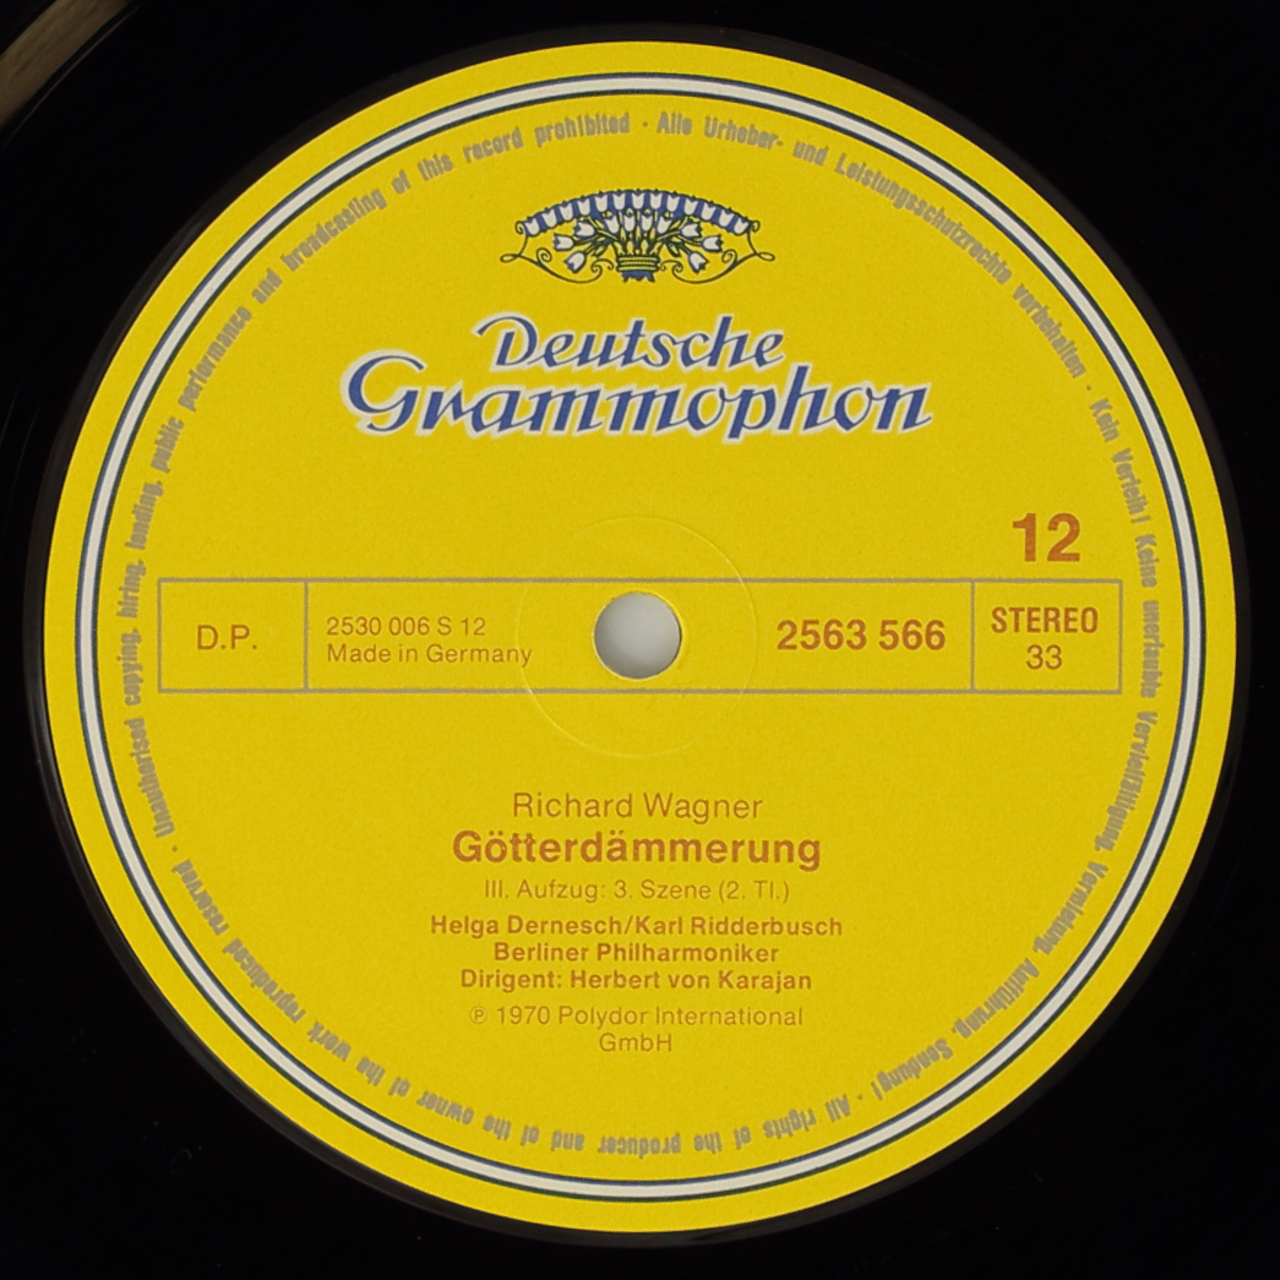 Deutsche
Grammophon
12
D.P.
2530 006 S 12
Made in Germany
2563 566
STEREO
33
Richard Wagner
Götterdämmerung
III. Aufzug: 3. Szene (2. Tl.)
Helga Dernesch/Karl Ridderbusch
Berliner Philharmoniker
Dirigent: Herbert von Karajan
℗ 1970 Polydor International
GmbH
Alle Urheber- und Leistungsschutzrechte vorbehalten · Kein Verleih! Keine unerlaubte Vervielfältigung, Vermietung, Aufführung, Sendung! · All rights of the producer and of the owner of the work reproduced reserved · Unauthorised copying, hiring, lending, public performance and broadcasting of this record prohibited ·